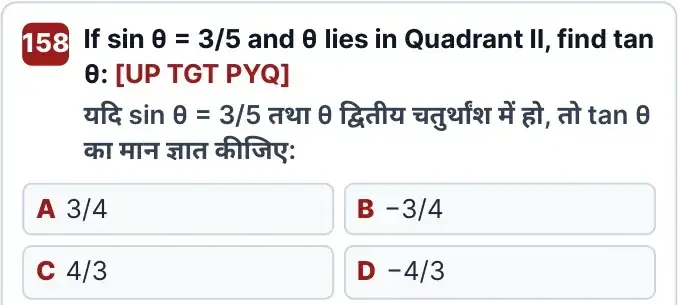 158 If sin θ = 3/5 and θ lies in Quadrant II, find tan
θ: [UP TGT PYQ]
यदि sin θ = 3/5 तथा θ द्वितीय चतुर्थांश में हो, तो tan θ
का मान ज्ञात कीजिए:
A 3/4
B −3/4
C 4/3
D −4/3